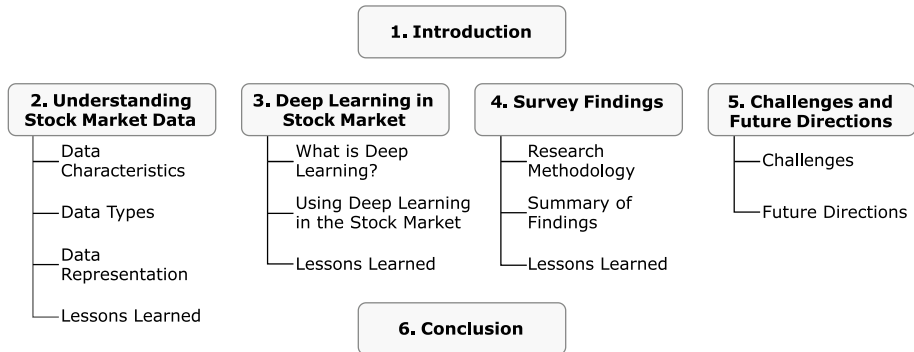 1. Introduction
2. Understanding
Stock Market Data
Data
Characteristics
Data Types
Data
Representation
Lessons Learned
3. Deep Learning in
Stock Market
What is Deep
Learning?
Using Deep Learning
in the Stock Market
Lessons Learned
4. Survey Findings
Research
Methodology
Summary of
Findings
Lessons Learned
5. Challenges and
Future Directions
Challenges
Future Directions
6. Conclusion